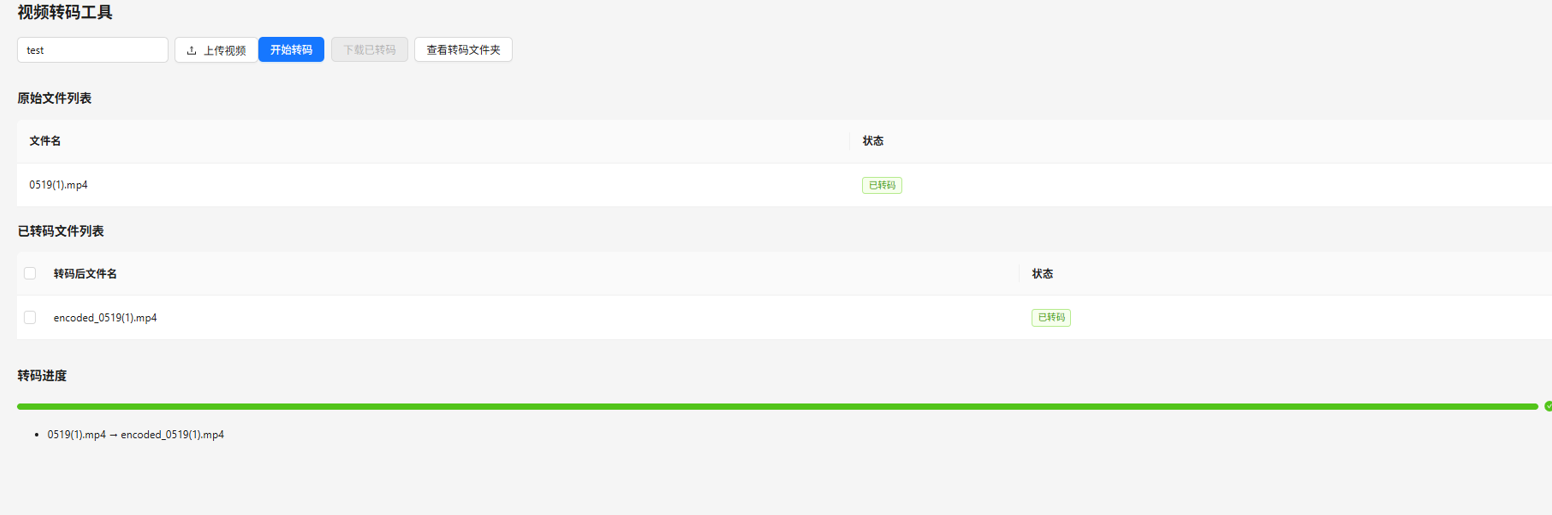 视频转码工具
test 上传视频 开始转码 下载已转码 查看转码文件夹
原始文件列表
文件名 状态
0519(1).mp4 已转码
已转码文件列表
转码后文件名 状态
encoded_0519(1).mp4 已转码
转码进度
• 0519(1).mp4 → encoded_0519(1).mp4